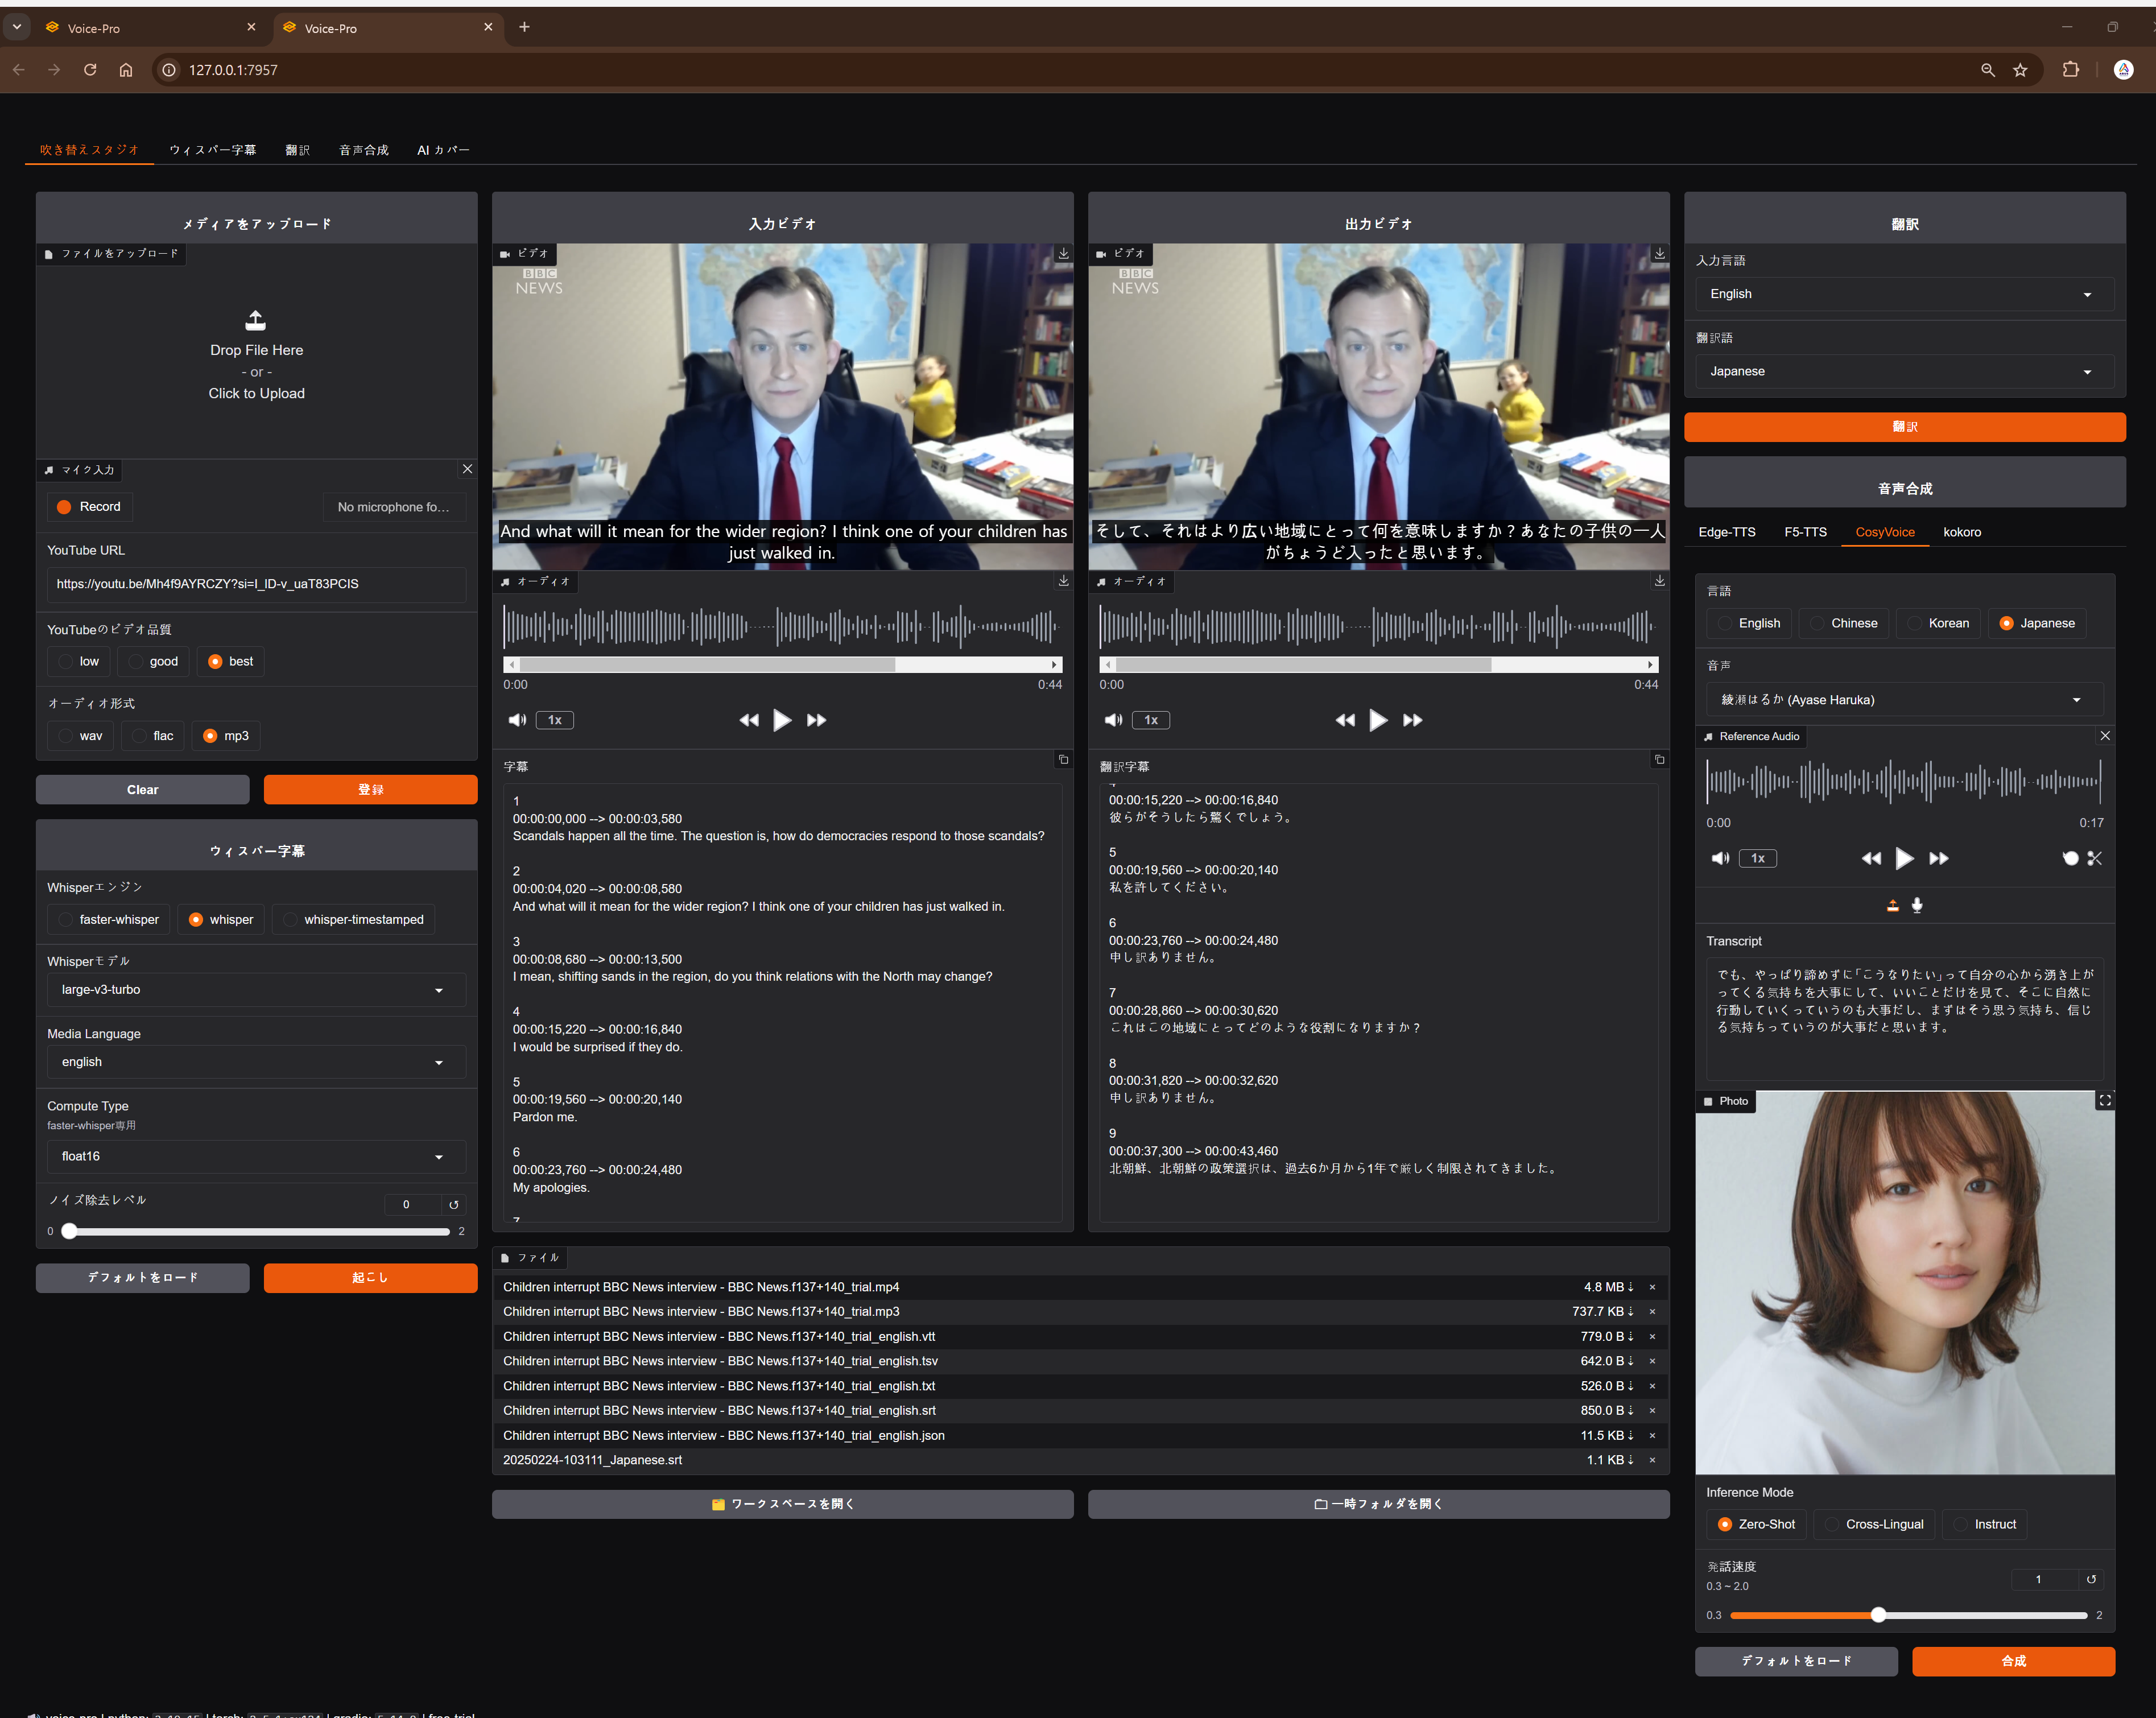 Voice-Pro
Voice-Pro
127.0.0.1:7957
吹き替えスタジオ
ウィスパー字幕
翻訳
音声合成
AI カバー
メディアをアップロード
ファイルをアップロード
Drop File Here
- or -
Click to Upload
マイク入力
Record
No microphone fo...
YouTube URL
https://youtu.be/Mh4f9AYRCZY?si=I_lD-v_uaT83PCIS
YouTubeのビデオ品質
low
good
best
オーディオ形式
wav
flac
mp3
Clear
登録
ウィスパー字幕
Whisperエンジン
faster-whisper
whisper
whisper-timestamped
Whisperモデル
large-v3-turbo
Media Language
english
Compute Type
faster-whisper専用
float16
ノイズ除去レベル
0
0
2
デフォルトをロード
起こし
入力ビデオ
ビデオ
BBC
NEWS
And what will it mean for the wider region? I think one of your children has
just walked in.
オーディオ
0:00
0:44
1x
字幕
1
00:00:00,000 --> 00:00:03,580
Scandals happen all the time. The question is, how do democracies respond to those scandals?
2
00:00:04,020 --> 00:00:08,580
And what will it mean for the wider region? I think one of your children has just walked in.
3
00:00:08,680 --> 00:00:13,500
I mean, shifting sands in the region, do you think relations with the North may change?
4
00:00:15,220 --> 00:00:16,840
I would be surprised if they do.
5
00:00:19,560 --> 00:00:20,140
Pardon me.
6
00:00:23,760 --> 00:00:24,480
My apologies.
7
出力ビデオ
ビデオ
BBC
NEWS
そして、それはより広い地域にとって何を意味しますか？あなたの子供の一人
がちょうど入ったと思います。
オーディオ
0:00
0:44
1x
翻訳字幕
4
00:00:15,220 --> 00:00:16,840
彼らがそうしたら驚くでしょう。
5
00:00:19,560 --> 00:00:20,140
私を許してください。
6
00:00:23,760 --> 00:00:24,480
申し訳ありません。
7
00:00:28,860 --> 00:00:30,620
これはこの地域にとってどのような役割になりますか？
8
00:00:31,820 --> 00:00:32,620
申し訳ありません。
9
00:00:37,300 --> 00:00:43,460
北朝鮮、北朝鮮の政策選択は、過去6か月から1年で厳しく制限されてきました。
ファイル
Children interrupt BBC News interview - BBC News.f137+140_trial.mp4 4.8 MB⇣ ×
Children interrupt BBC News interview - BBC News.f137+140_trial.mp3 737.7 KB⇣ ×
Children interrupt BBC News interview - BBC News.f137+140_trial_english.vtt 779.0 B⇣ ×
Children interrupt BBC News interview - BBC News.f137+140_trial_english.tsv 642.0 B⇣ ×
Children interrupt BBC News interview - BBC News.f137+140_trial_english.txt 526.0 B⇣ ×
Children interrupt BBC News interview - BBC News.f137+140_trial_english.srt 850.0 B⇣ ×
Children interrupt BBC News interview - BBC News.f137+140_trial_english.json 11.5 KB⇣ ×
20250224-103111_Japanese.srt 1.1 KB⇣ ×
ワークスペースを開く
一時フォルダを開く
翻訳
入力言語
English
翻訳語
Japanese
翻訳
音声合成
Edge-TTS
F5-TTS
CosyVoice
kokoro
言語
English
Chinese
Korean
Japanese
音声
綾瀬はるか (Ayase Haruka)
Reference Audio
0:00
0:17
1x
Transcript
でも、やっぱり諦めずに「こうなりたい」って自分の心から湧き上が
ってくる気持ちを大事にして、いいことだけを見て、そこに自然に
行動していくっていうのも大事だし、まずはそう思う気持ち、信じ
る気持ちっていうのが大事だと思います。
Photo
Inference Mode
Zero-Shot
Cross-Lingual
Instruct
発話速度
0.3 ~ 2.0
1
0.3
2
デフォルトをロード
合成